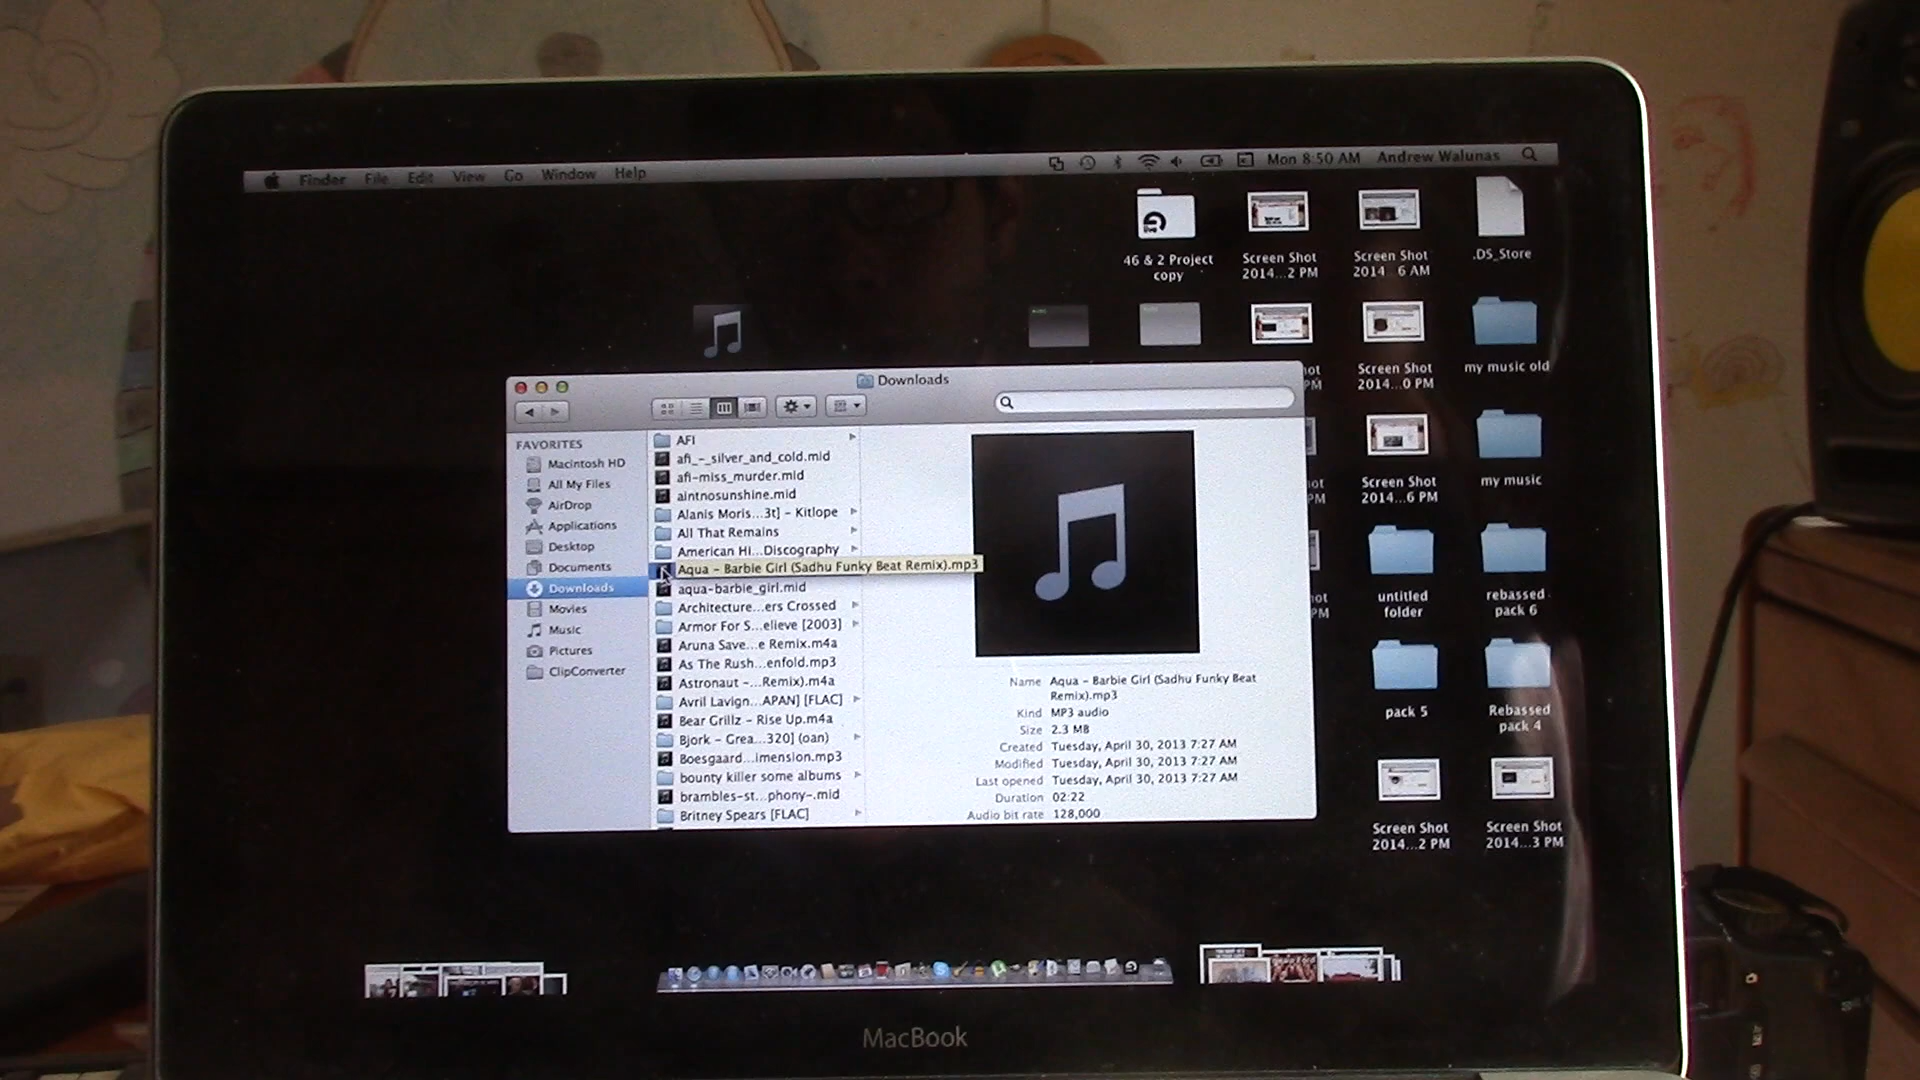 Finder File Edit View Go Window Help
Mon 8:50 AM Andrew Walunas
46 & 2 Project
copy
Screen Shot
2014...2 PM
Screen Shot
2014 6 AM
.DS_Store
Screen Shot
2014...0 PM
my music old
Screen Shot
2014...6 PM
my music
untitled
folder
rebassed
pack 6
pack 5
Rebassed
pack 4
Screen Shot
2014...2 PM
Screen Shot
2014...3 PM
Downloads
FAVORITES
Macintosh HD
All My Files
AirDrop
Applications
Desktop
Documents
Downloads
Movies
Music
Pictures
ClipConverter
AFI
afi_-_silver_and_cold.mid
afi-miss_murder.mid
aintnosunshine.mid
Alanis Moris...3t] - Kitlope
All That Remains
American Hi...Discography
Aqua - Barbie Girl (Sadhu Funky Beat Remix).mp3
aqua-barbie_girl.mid
Architecture...ers Crossed
Armor For S...elieve [2003]
Aruna Save...e Remix.m4a
As The Rush...enfold.mp3
Astronaut -...Remix).m4a
Avril Lavign...APAN] [FLAC]
Bear Grillz - Rise Up.m4a
Bjork - Grea...320] (oan)
Boesgaard...imension.mp3
bounty killer some albums
brambles-st...phony-.mid
Britney Spears [FLAC]
Name Aqua - Barbie Girl (Sadhu Funky Beat
Remix).mp3
Kind MP3 audio
Size 2.3 MB
Created Tuesday, April 30, 2013 7:27 AM
Modified Tuesday, April 30, 2013 7:27 AM
Last opened Tuesday, April 30, 2013 7:27 AM
Duration 02:22
Audio bit rate 128,000
MacBook